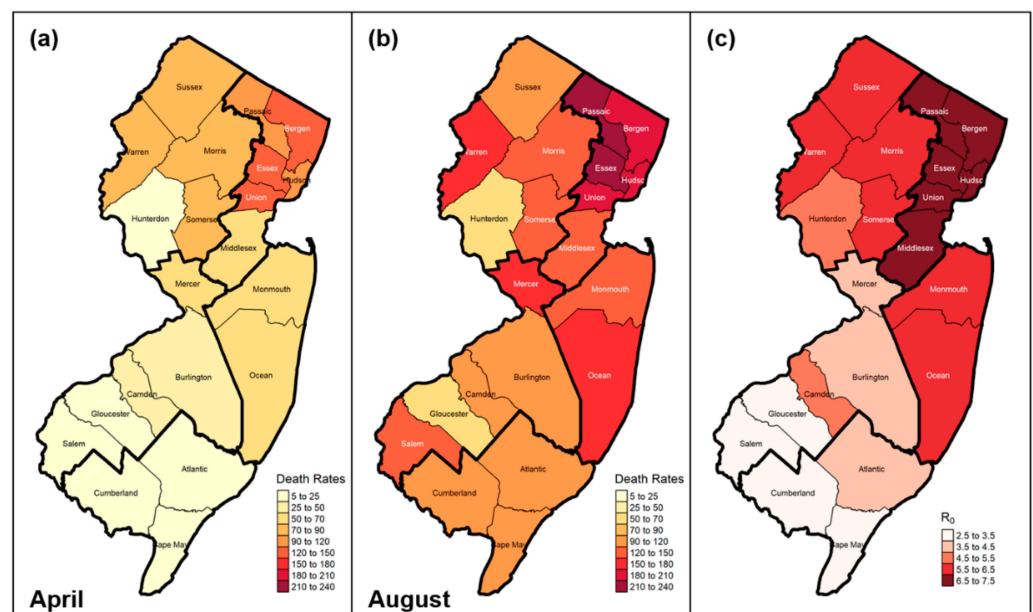 (a)
Sussex
Passaic
Bergen
Warren
Morris
Essex
Hudson
Union
Hunterdon
Somerse
Middlesex
Mercer
Monmouth
Burlington
Ocean
Camden
Gloucester
Salem
Atlantic
Cumberland
Cape May
Death Rates
5 to 25
25 to 50
50 to 70
70 to 90
90 to 120
120 to 150
150 to 180
180 to 210
210 to 240
April
(b)
Sussex
Passaic
Bergen
Warren
Morris
Essex
Hudson
Union
Hunterdon
Somerse
Middlesex
Mercer
Monmouth
Burlington
Ocean
Camden
Gloucester
Salem
Atlantic
Cumberland
Cape May
Death Rates
5 to 25
25 to 50
50 to 70
70 to 90
90 to 120
120 to 150
150 to 180
180 to 210
210 to 240
August
(c)
Sussex
Passaic
Bergen
Warren
Morris
Essex
Hudson
Union
Hunterdon
Somerse
Middlesex
Mercer
Monmouth
Burlington
Ocean
Camden
Gloucester
Salem
Atlantic
Cumberland
Cape May
R₀
2.5 to 3.5
3.5 to 4.5
4.5 to 5.5
5.5 to 6.5
6.5 to 7.5